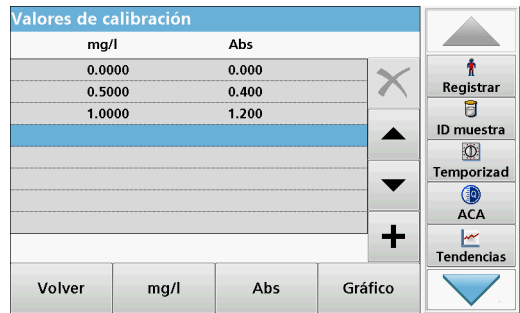 Valores de calibración
mg/l Abs
0.0000 0.000
0.5000 0.400
1.0000 1.200
Volver mg/l Abs Gráfico
Registrar
ID muestra
Temporizad
ACA
Tendencias